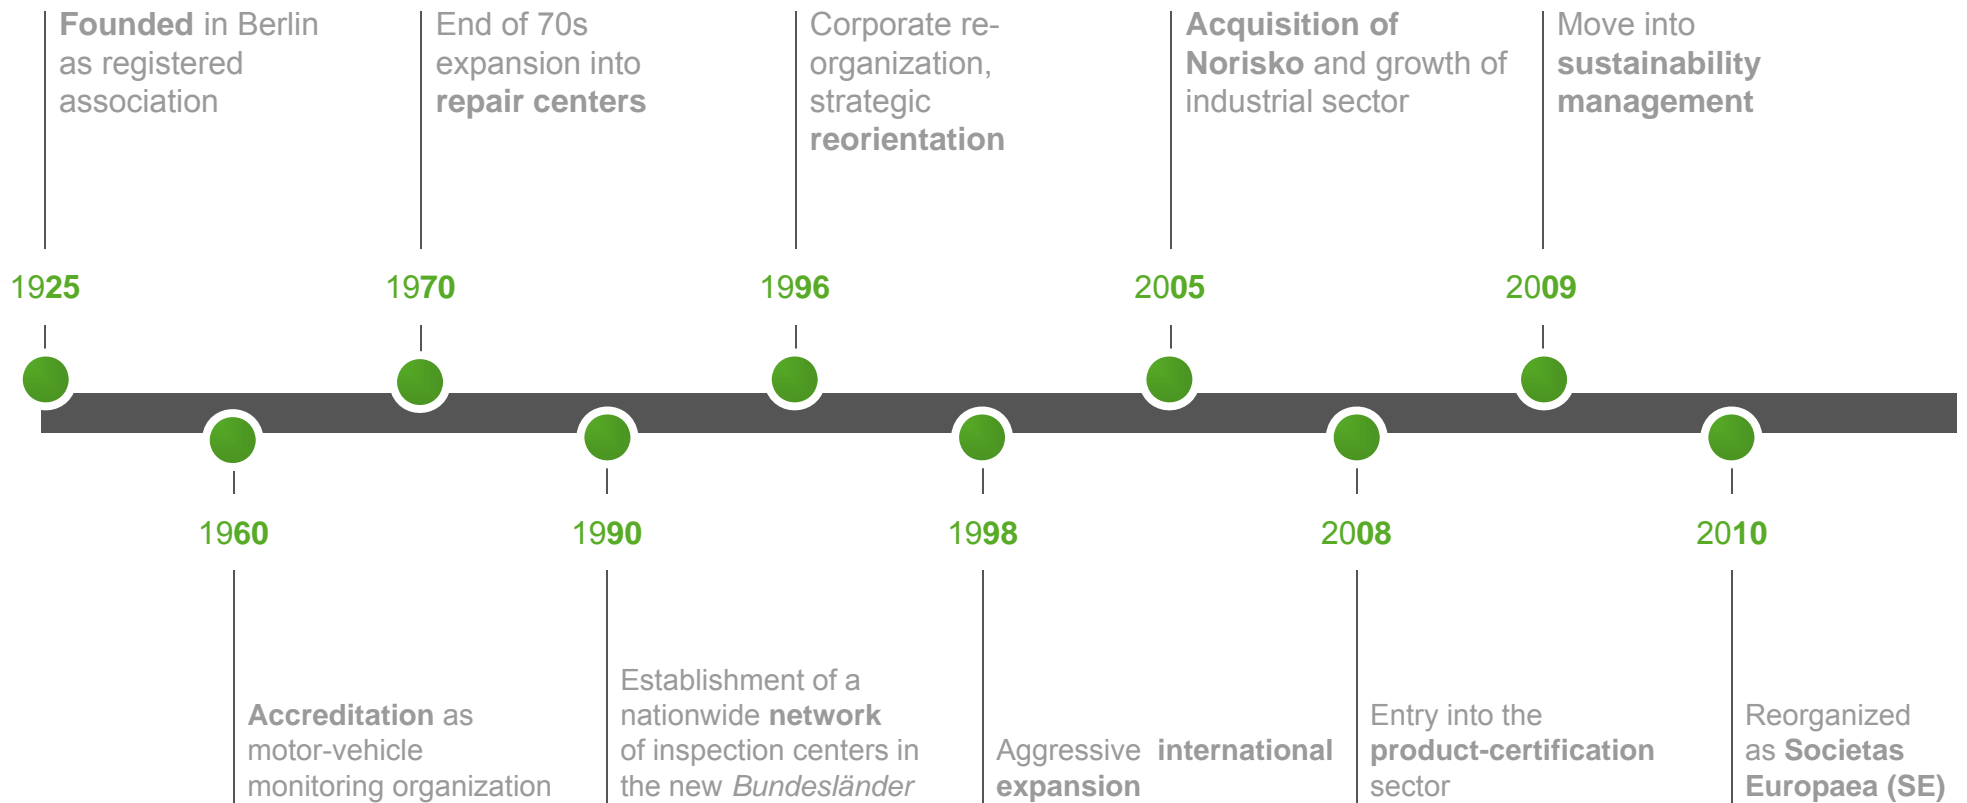 Founded in Berlin
as registered
association
End of 70s
expansion into
repair centers
Corporate re-
organization,
strategic
reorientation
Acquisition of
Norisko and growth of
industrial sector
Move into
sustainability
management
1925
1970
1996
2005
2009
1960
1990
1998
2008
2010
Accreditation as
motor-vehicle
monitoring organization
Establishment of a
nationwide network
of inspection centers in
the new Bundesländer
Aggressive international
expansion
Entry into the
product-certification
sector
Reorganized
as Societas
Europaea (SE)